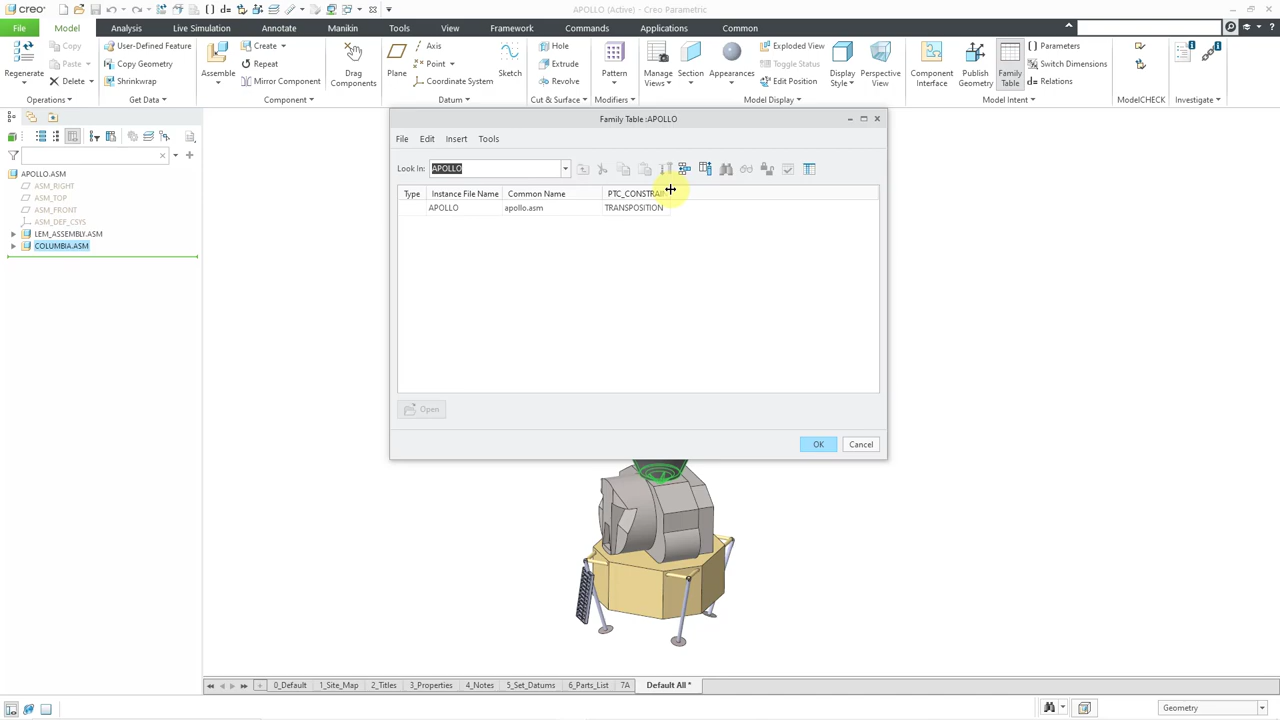 creo
APOLLO (Active) - Creo Parametric
File Model Analysis Live Simulation Annotate Manikin Tools View Framework Commands Applications Common
Regenerate
Copy
Paste
Delete
Operations
User-Defined Feature
Copy Geometry
Shrinkwrap
Get Data
Assemble
Create
Repeat
Mirror Component
Component
Drag Components
Plane
Axis
Point
Coordinate System
Datum
Sketch
Hole
Extrude
Revolve
Cut & Surface
Pattern
Modifiers
Manage Views
Section
Appearances
Exploded View
Toggle Status
Edit Position
Display Style
Perspective View
Model Display
Component Interface
Publish Geometry
Family Table
Parameters
Switch Dimensions
Relations
Model Intent
ModelCHECK
Investigate
APOLLO.ASM
ASM_RIGHT
ASM_TOP
ASM_FRONT
ASM_DEF_CSYS
LEM_ASSEMBLY.ASM
COLUMBIA.ASM
Family Table :APOLLO
File Edit Insert Tools
Look In: APOLLO
Type Instance File Name Common Name PTC_CONSTRAI
APOLLO apollo.asm TRANSPOSITION
Open
OK Cancel
0_Default 1_Site_Map 2_Titles 3_Properties 4_Notes 5_Set_Datums 6_Parts_List 7A Default All *
Geometry